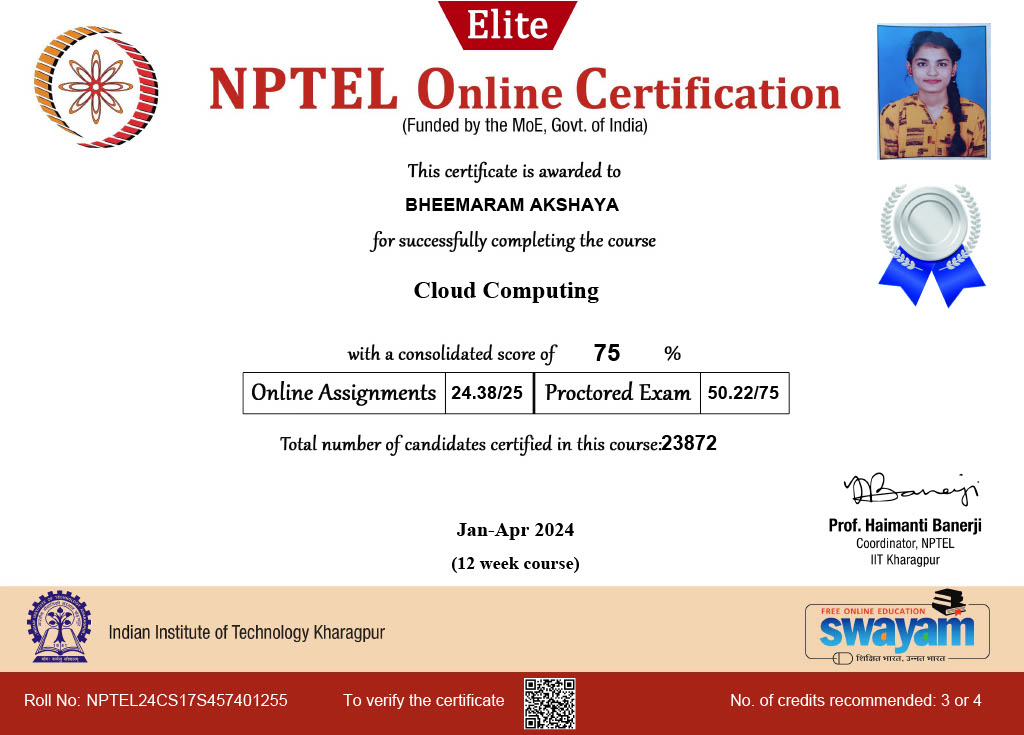 Elite
NPTEL Online Certification
(Funded by the MoE, Govt. of India)
This certificate is awarded to
BHEEMARAM AKSHAYA
for successfully completing the course
Cloud Computing
with a consolidated score of 75 %
Online Assignments 24.38/25 Proctored Exam 50.22/75
Total number of candidates certified in this course:23872
Banerji
Prof. Haimanti Banerji
Coordinator, NPTEL
IIT Kharagpur
Jan-Apr 2024
(12 week course)
Indian Institute of Technology Kharagpur
FREE ONLINE EDUCATION
swayam
शिक्षित भारत, उन्नत भारत
Roll No: NPTEL24CS17S457401255 To verify the certificate No. of credits recommended: 3 or 4